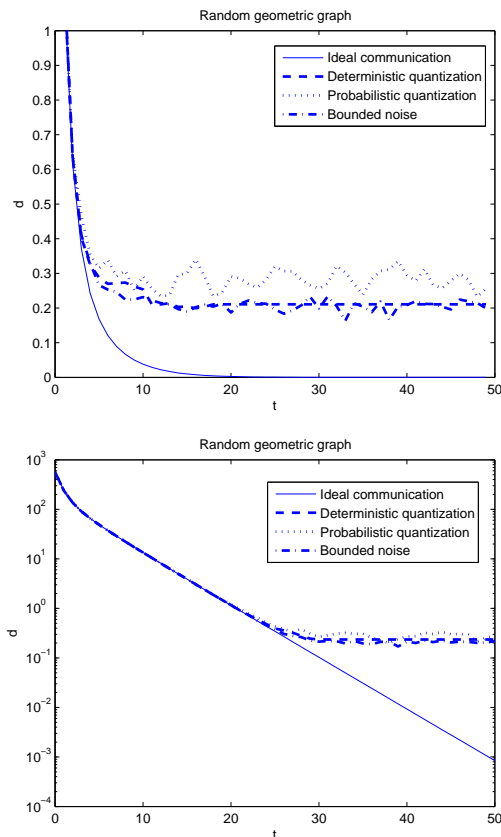 Random geometric graph
Ideal communication
Deterministic quantization
Probabilistic quantization
Bounded noise
1
0.9
0.8
0.7
0.6
0.5
0.4
0.3
0.2
0.1
0
d
0 10 20 30 40 50
t
Random geometric graph
Ideal communication
Deterministic quantization
Probabilistic quantization
Bounded noise
10^3
10^2
10^1
10^0
10^−1
10^−2
10^−3
10^−4
d
0 10 20 30 40 50
t